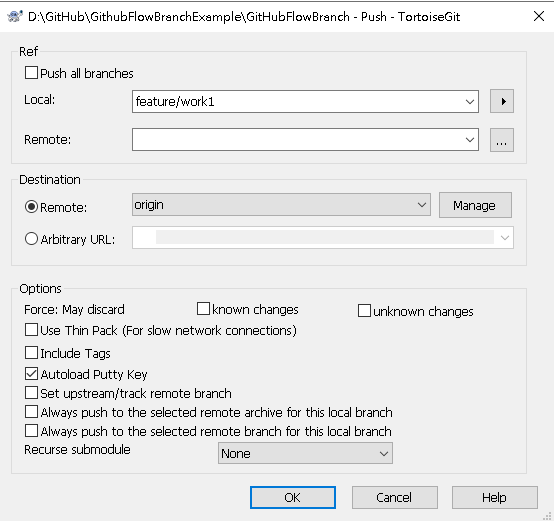 D:\GitHub\GithubFlowBranchExample\GitHubFlowBranch - Push - TortoiseGit
Ref
Push all branches
Local: feature/work1
Remote: ...
Destination
Remote: origin Manage
Arbitrary URL:
Options
Force: May discard known changes unknown changes
Use Thin Pack (For slow network connections)
Include Tags
Autoload Putty Key
Set upstream/track remote branch
Always push to the selected remote archive for this local branch
Always push to the selected remote branch for this local branch
Recurse submodule None
OK Cancel Help